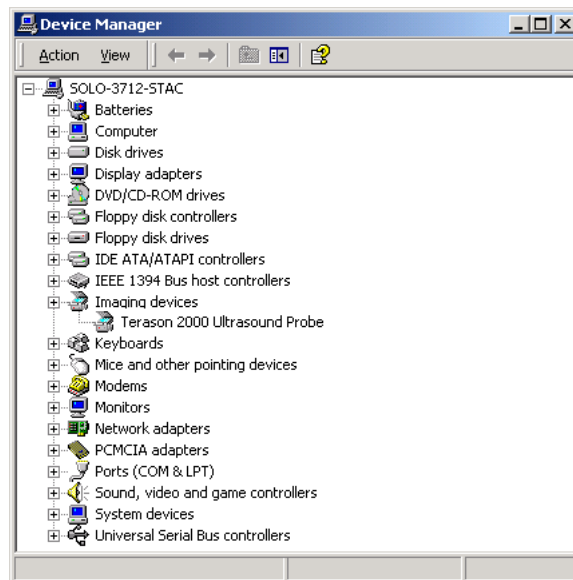 Device Manager
Action View
SOLO-3712-STAC
Batteries
Computer
Disk drives
Display adapters
DVD/CD-ROM drives
Floppy disk controllers
Floppy disk drives
IDE ATA/ATAPI controllers
IEEE 1394 Bus host controllers
Imaging devices
Terason 2000 Ultrasound Probe
Keyboards
Mice and other pointing devices
Modems
Monitors
Network adapters
PCMCIA adapters
Ports (COM & LPT)
Sound, video and game controllers
System devices
Universal Serial Bus controllers